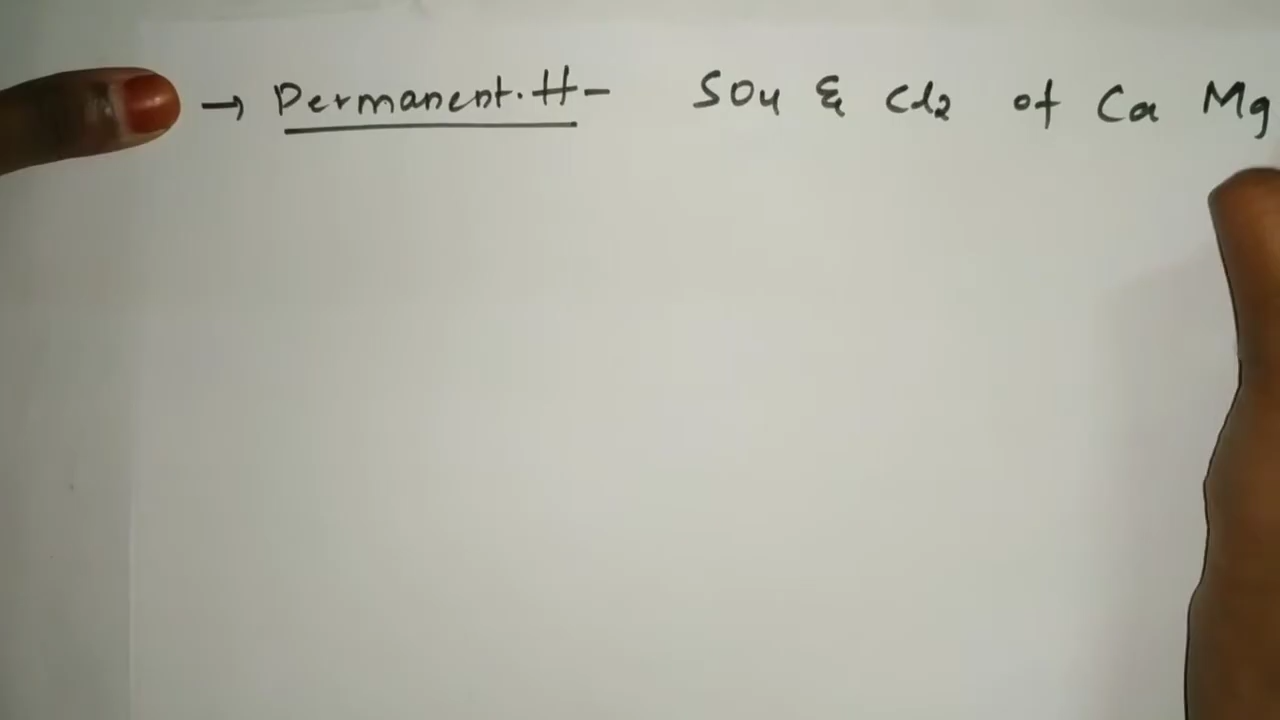 → Permanent.H- SO4 & Cl2 of Ca Mg